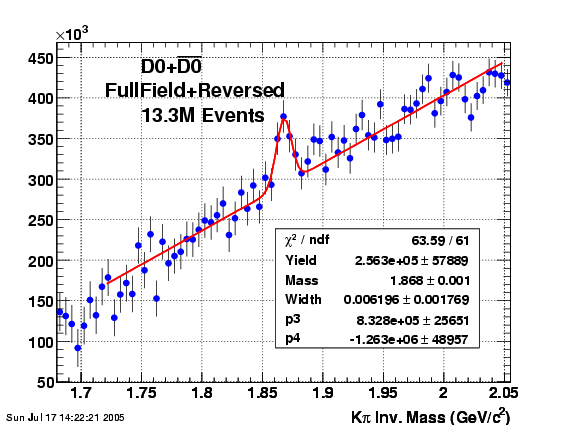 ×10³
D0+D̅0̅
FullField+Reversed
13.3M Events
450
400
350
300
250
200
150
100
50
χ² / ndf 63.59 / 61
Yield 2.563e+05 ± 57889
Mass 1.868 ± 0.001
Width 0.006196 ± 0.001769
p3 8.328e+05 ± 25651
p4 -1.263e+06 ± 48957
1.7 1.75 1.8 1.85 1.9 1.95 2 2.05
Kπ Inv. Mass (GeV/c²)
Sun Jul 17 14:22:21 2005